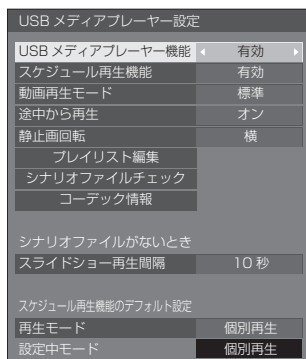 USB メディアプレーヤー設定
USB メディアプレーヤー機能 有効
スケジュール再生機能 有効
動画再生モード 標準
途中から再生 オン
静止画回転 横
プレイリスト編集
シナリオファイルチェック
コーデック情報
シナリオファイルがないとき
スライドショー再生間隔 10 秒
スケジュール再生機能のデフォルト設定
再生モード 個別再生
設定中モード 個別再生